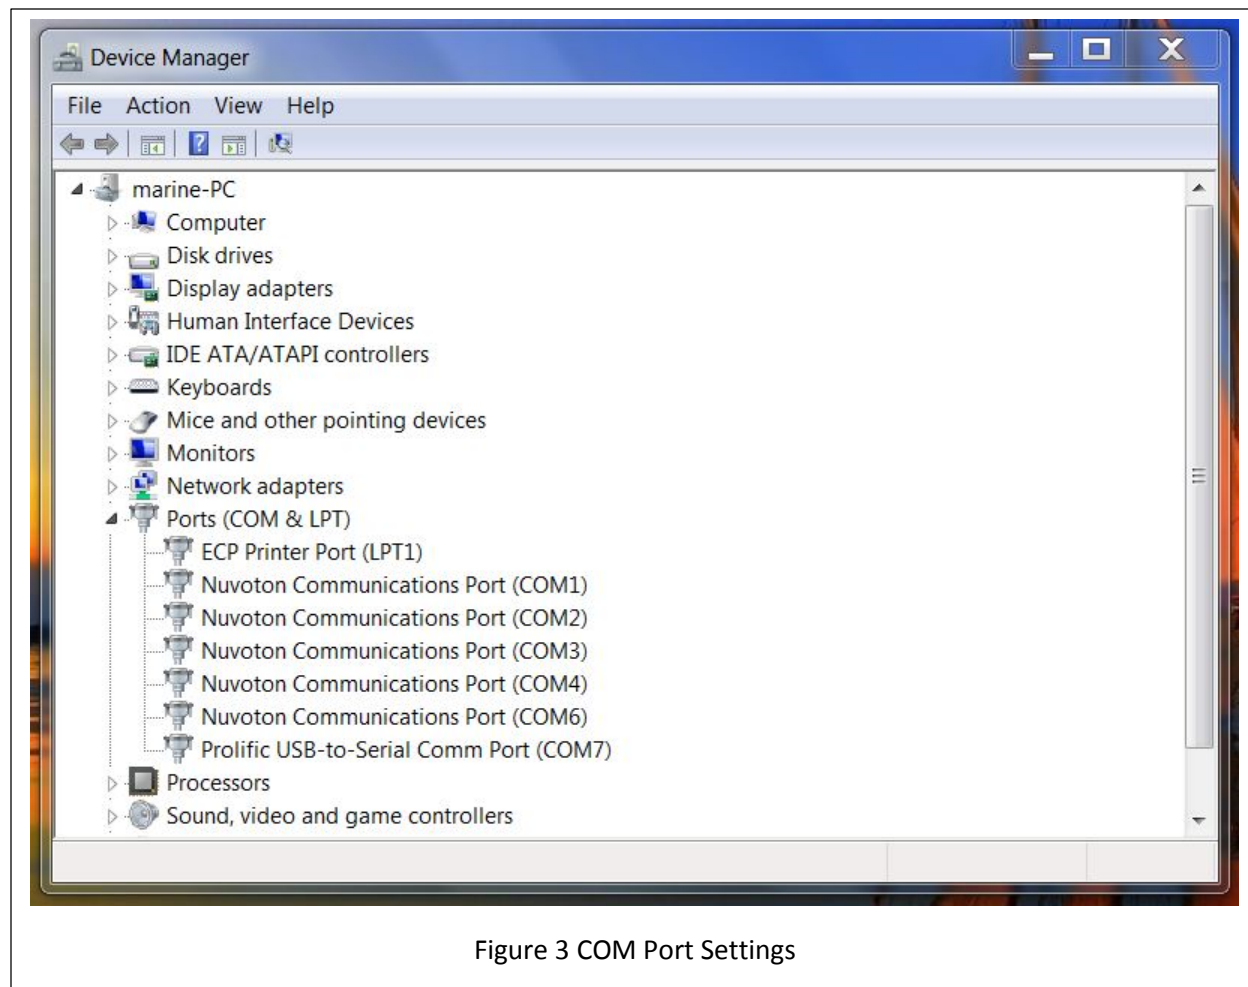 Device Manager
File Action View Help
marine-PC
Computer
Disk drives
Display adapters
Human Interface Devices
IDE ATA/ATAPI controllers
Keyboards
Mice and other pointing devices
Monitors
Network adapters
Ports (COM & LPT)
ECP Printer Port (LPT1)
Nuvoton Communications Port (COM1)
Nuvoton Communications Port (COM2)
Nuvoton Communications Port (COM3)
Nuvoton Communications Port (COM4)
Nuvoton Communications Port (COM6)
Prolific USB-to-Serial Comm Port (COM7)
Processors
Sound, video and game controllers
Figure 3 COM Port Settings